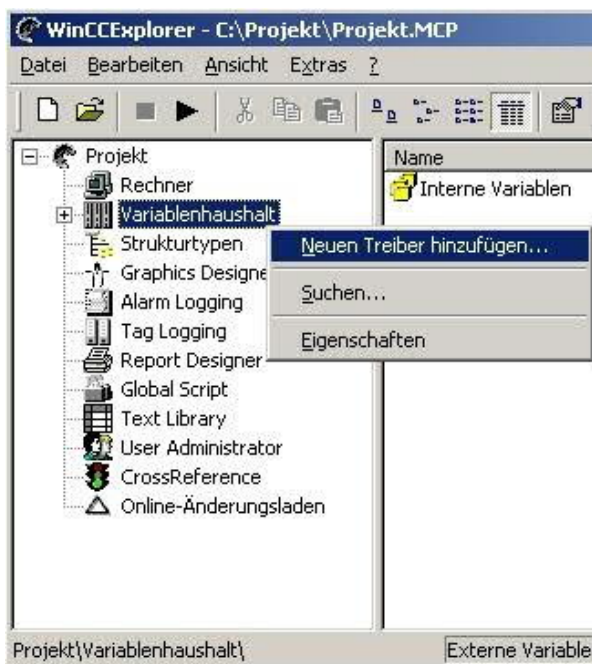 WinCCExplorer - C:\Projekt\Projekt.MCP
Datei Bearbeiten Ansicht Extras ?
Projekt
Rechner
Variablenhaushalt
Strukturtypen
Graphics Designe
Alarm Logging
Tag Logging
Report Designer
Global Script
Text Library
User Administrator
CrossReference
Online-Änderungsladen
Name
Interne Variablen
Neuen Treiber hinzufügen...
Suchen...
Eigenschaften
Projekt\Variablenhaushalt\ Externe Variable